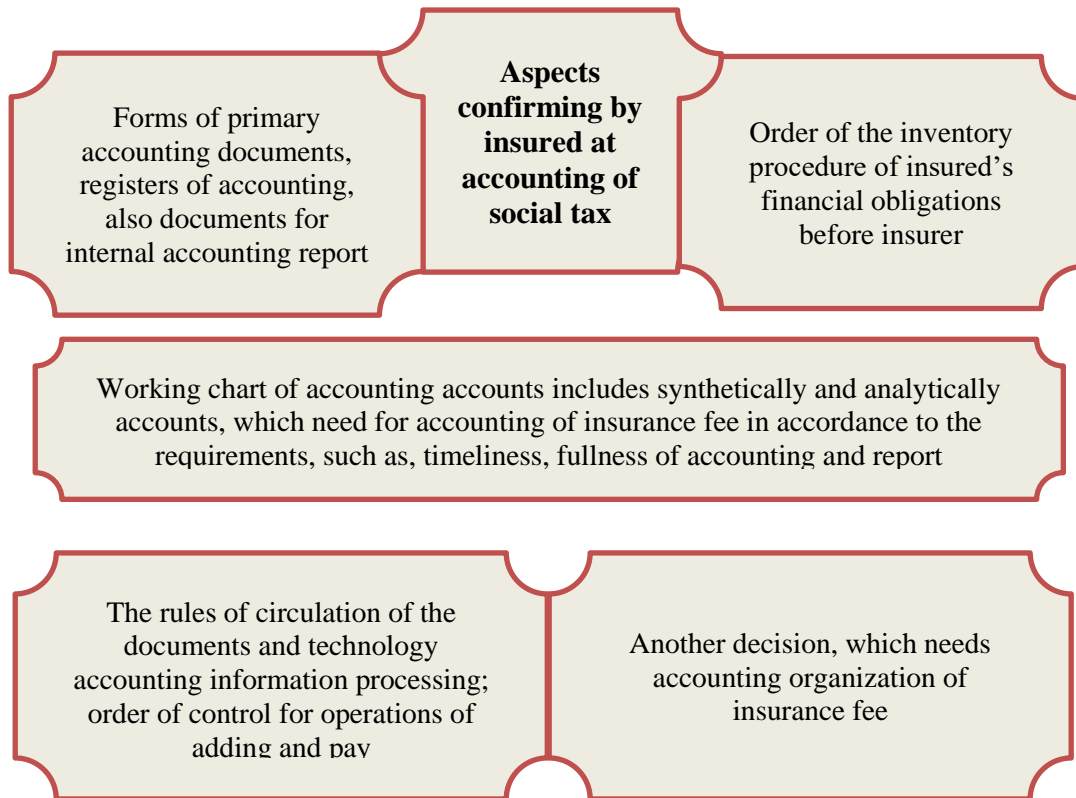 Forms of primary
accounting documents,
registers of accounting,
also documents for
internal accounting report
Aspects
confirming by
insured at
accounting of
social tax
Order of the inventory
procedure of insured’s
financial obligations
before insurer
Working chart of accounting accounts includes synthetically and analytically
accounts, which need for accounting of insurance fee in accordance to the
requirements, such as, timeliness, fullness of accounting and report
The rules of circulation of the
documents and technology
accounting information processing;
order of control for operations of
adding and pay
Another decision, which needs
accounting organization of
insurance fee